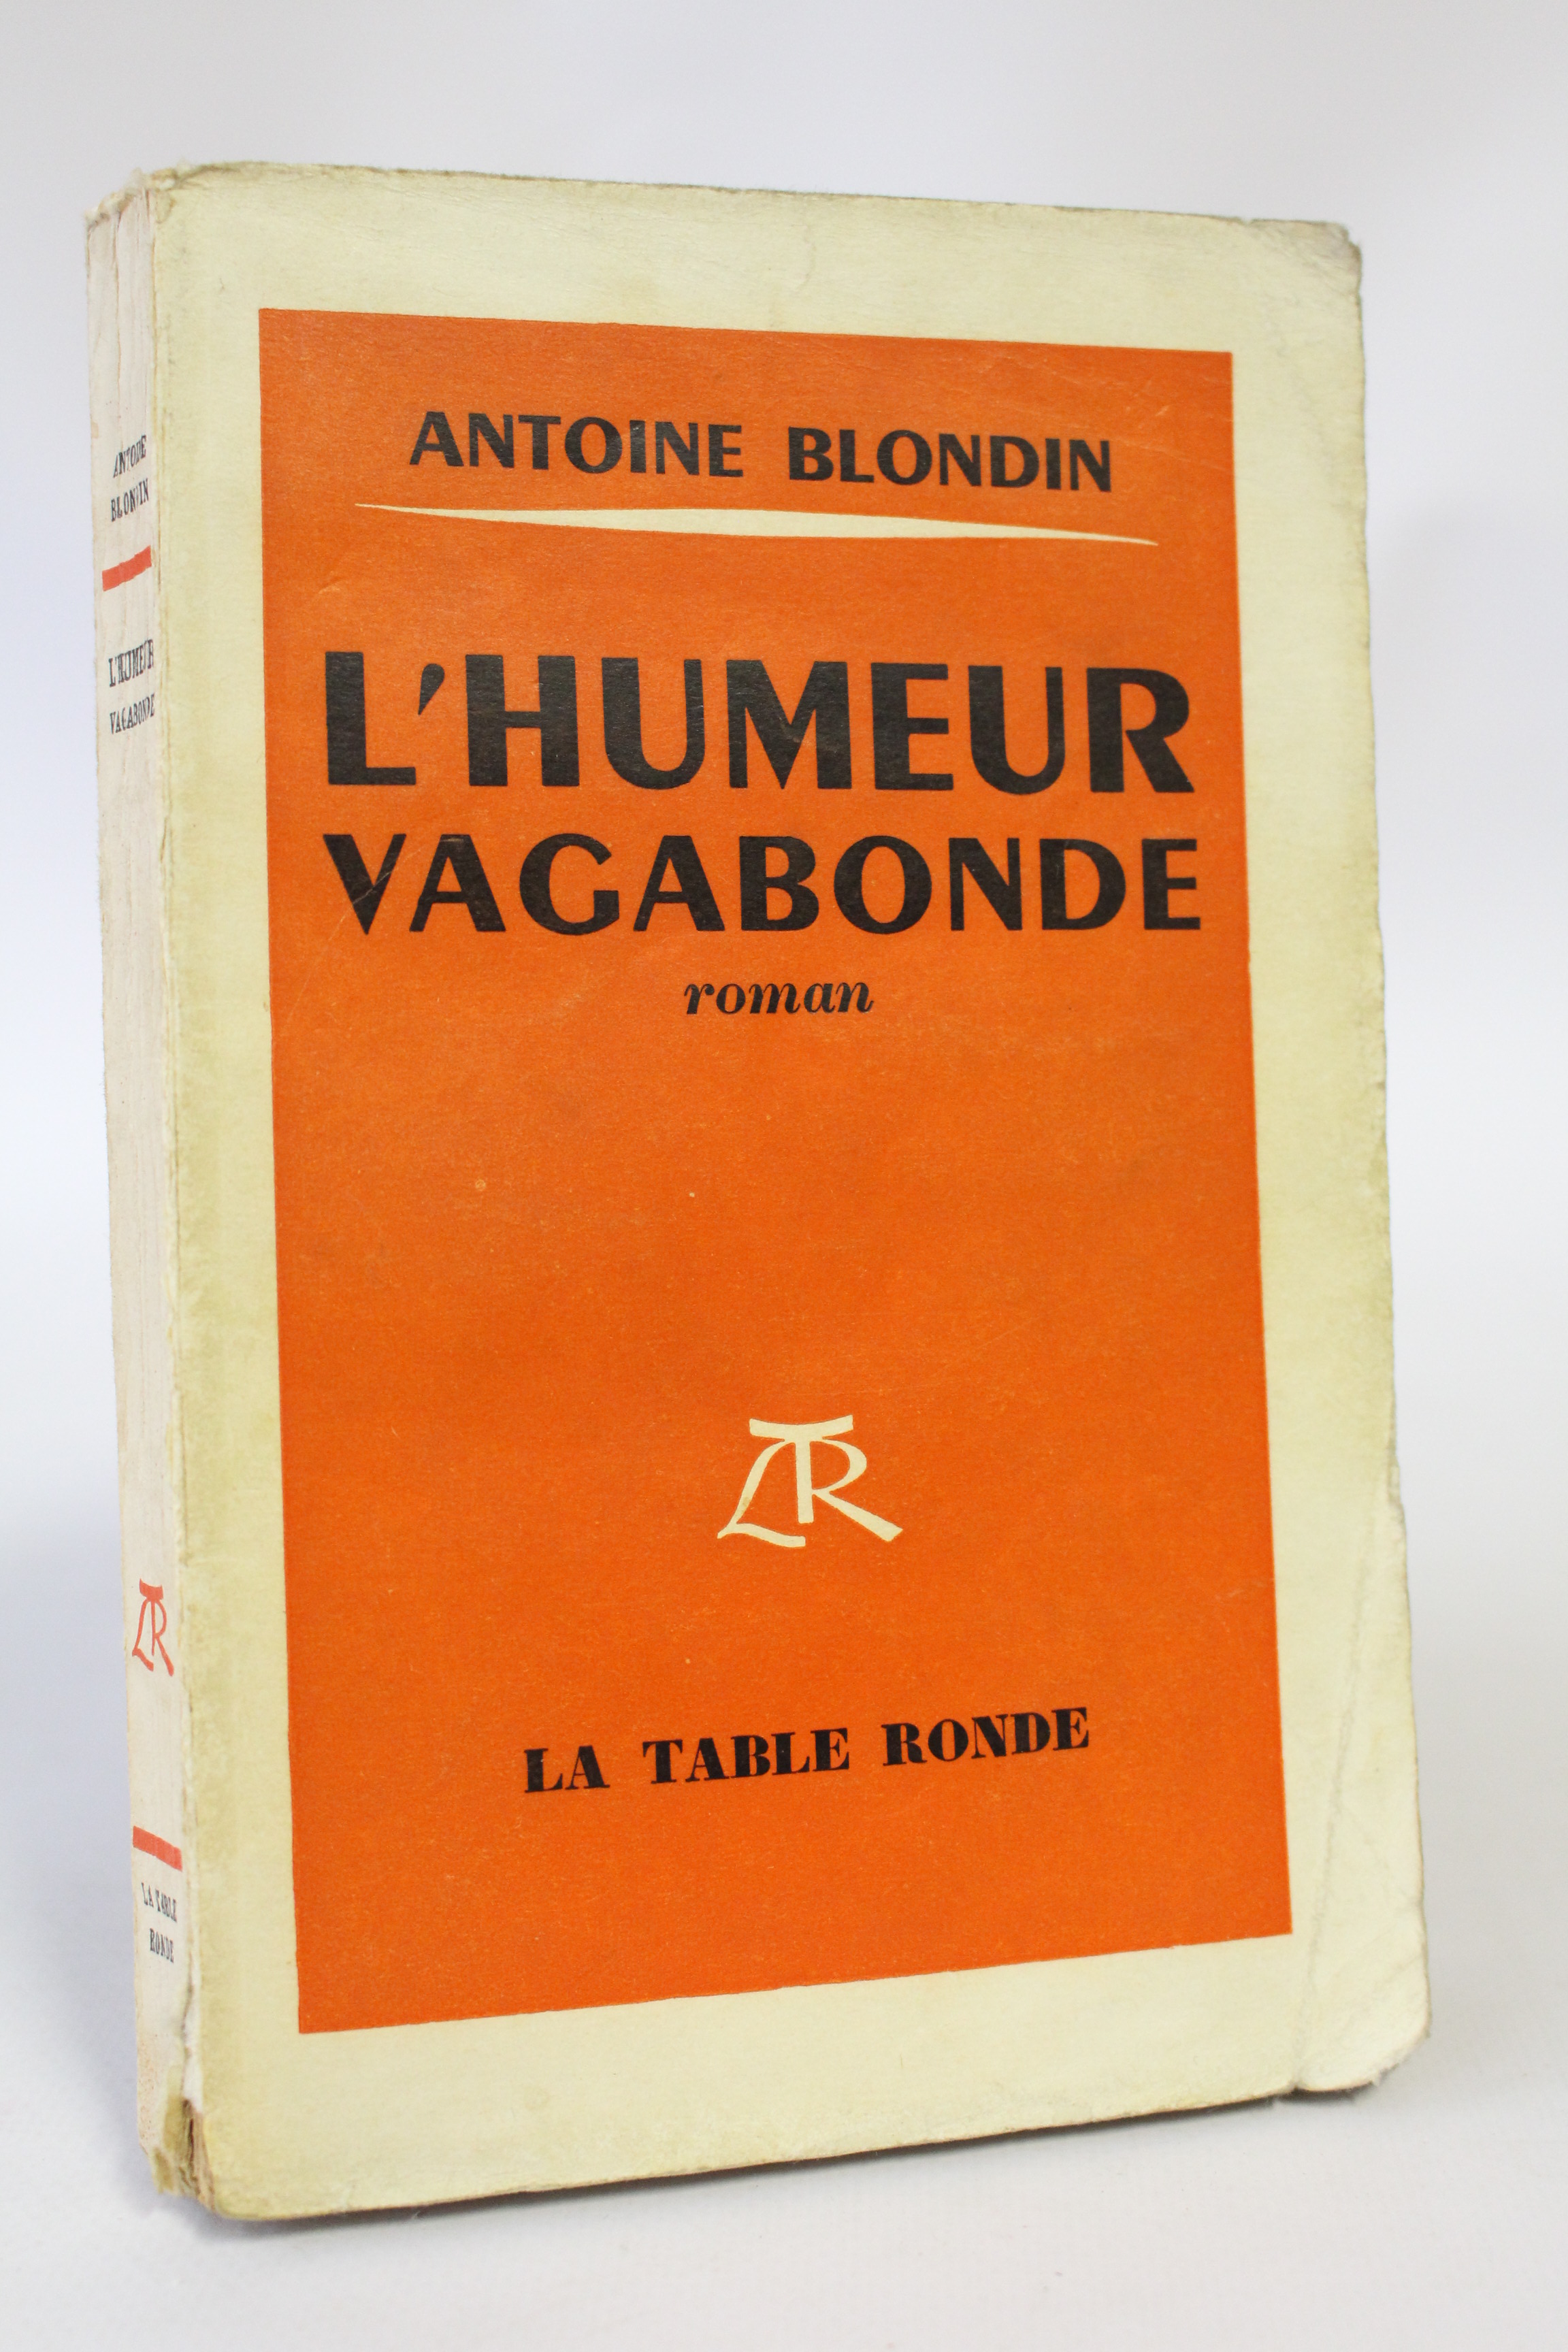 ANTOINE BLONDIN
L'HUMEUR
VAGABONDE
roman
LTR
LA TABLE RONDE
ANTOINE
BLONDIN
L'HUMEUR
VAGABONDE
LTR
LA TABLE
RONDE